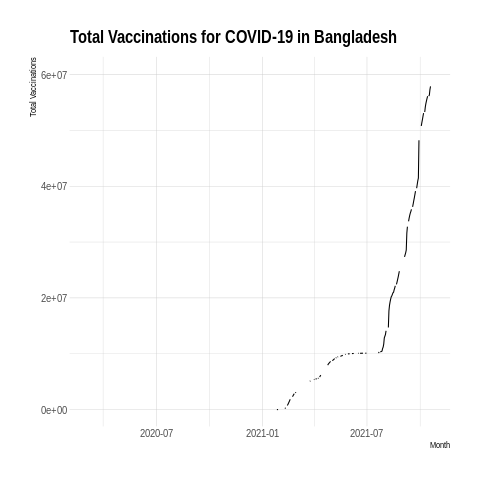 Total Vaccinations for COVID-19 in Bangladesh
Total Vaccinations
6e+07
4e+07
2e+07
0e+00
2020-07 2021-01 2021-07
Month